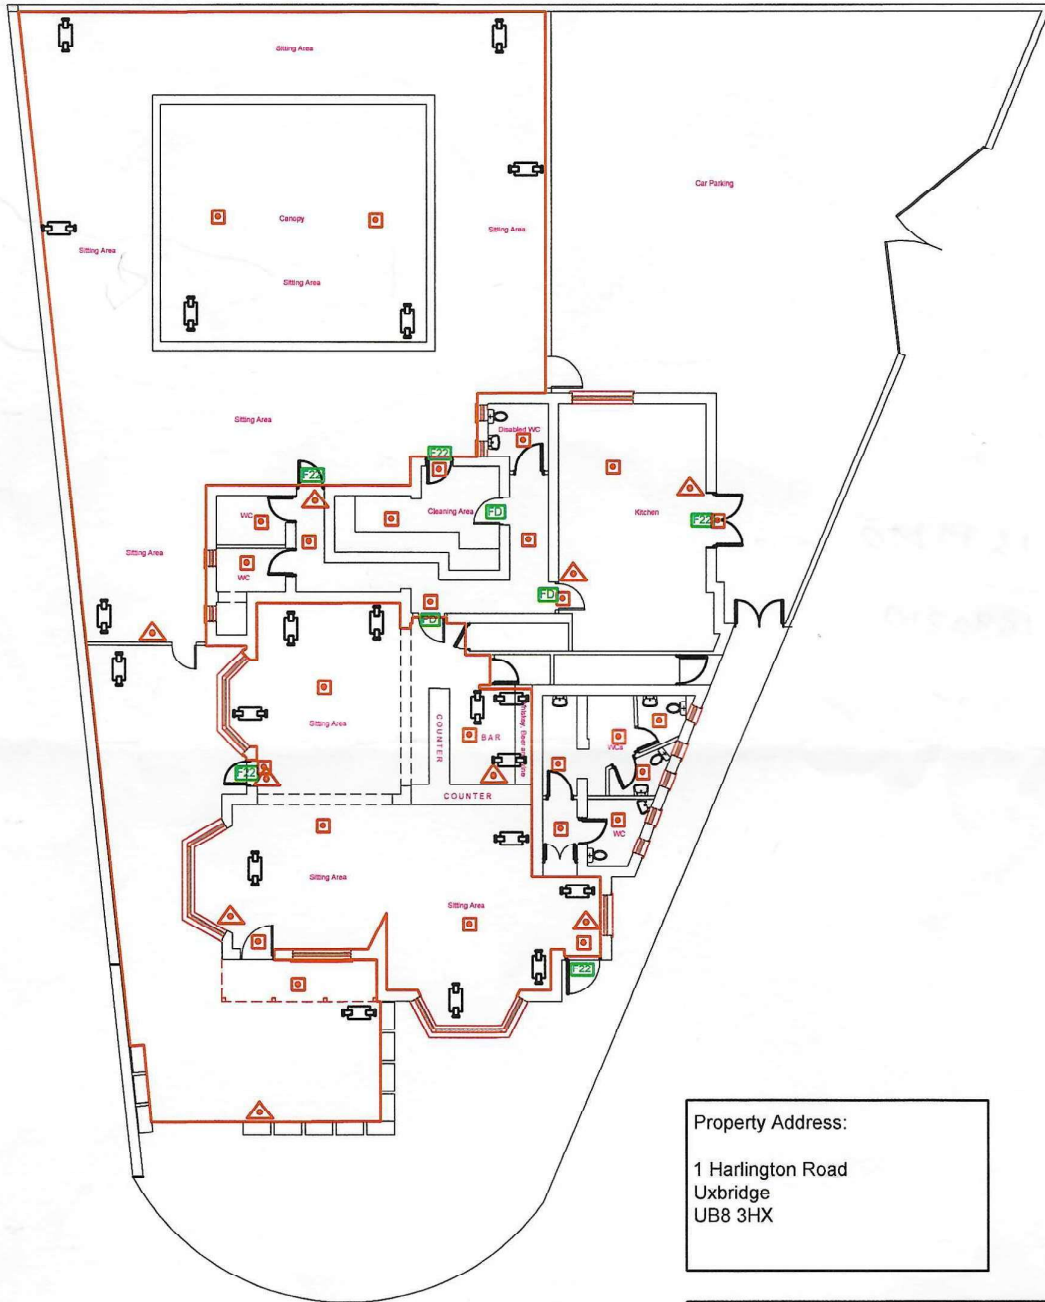 Sitting Area
Car Parking
Canopy
Sitting Area
Sitting Area
Sitting Area
Sitting Area
Disabled WC
F22
F22
Cleaning Area
FD
WC
Kitchen
F22
Sitting Area
WC
FD
FD
Sitting Area
COUNTER
BAR
WCs
F22
COUNTER
WC
Sitting Area
Sitting Area
F22
Property Address:
1 Harlington Road
Uxbridge
UB8 3HX